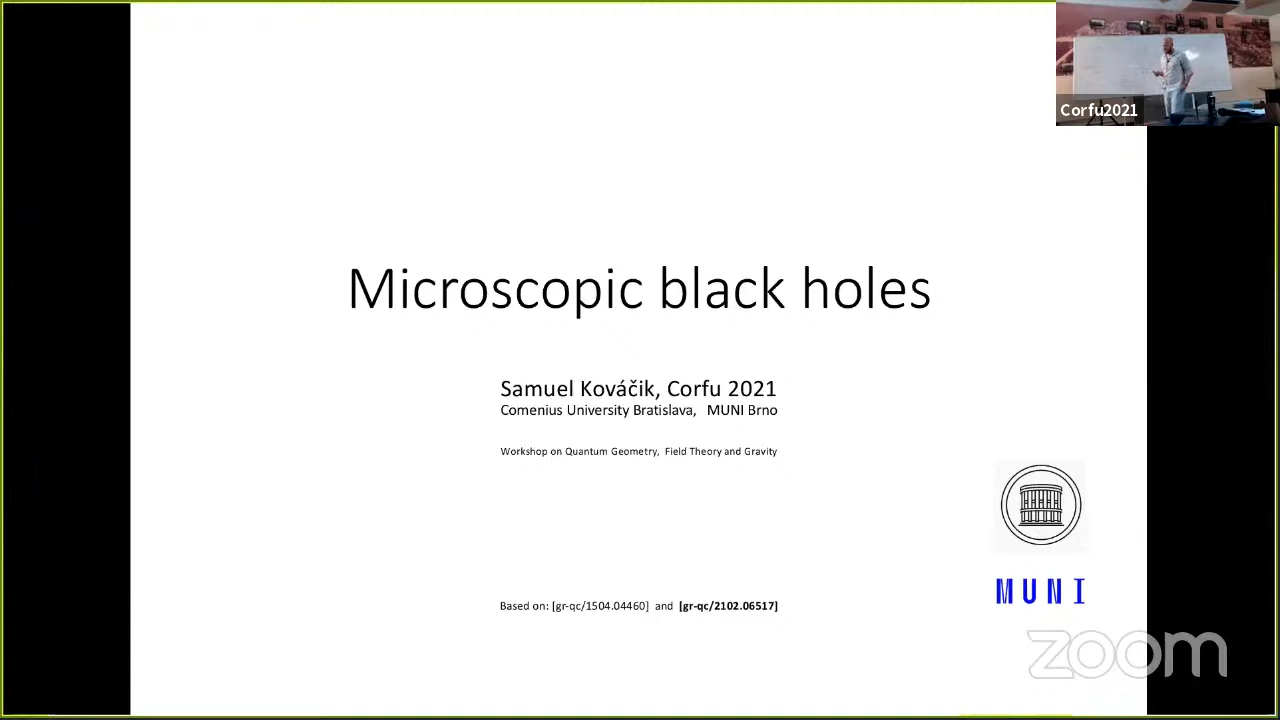 Corfu2021
Microscopic black holes
Samuel Kováčik, Corfu 2021
Comenius University Bratislava, MUNI Brno
Workshop on Quantum Geometry, Field Theory and Gravity
Based on: [gr-qc/1504.04460] and [gr-qc/2102.06517]
MUNI
zoom